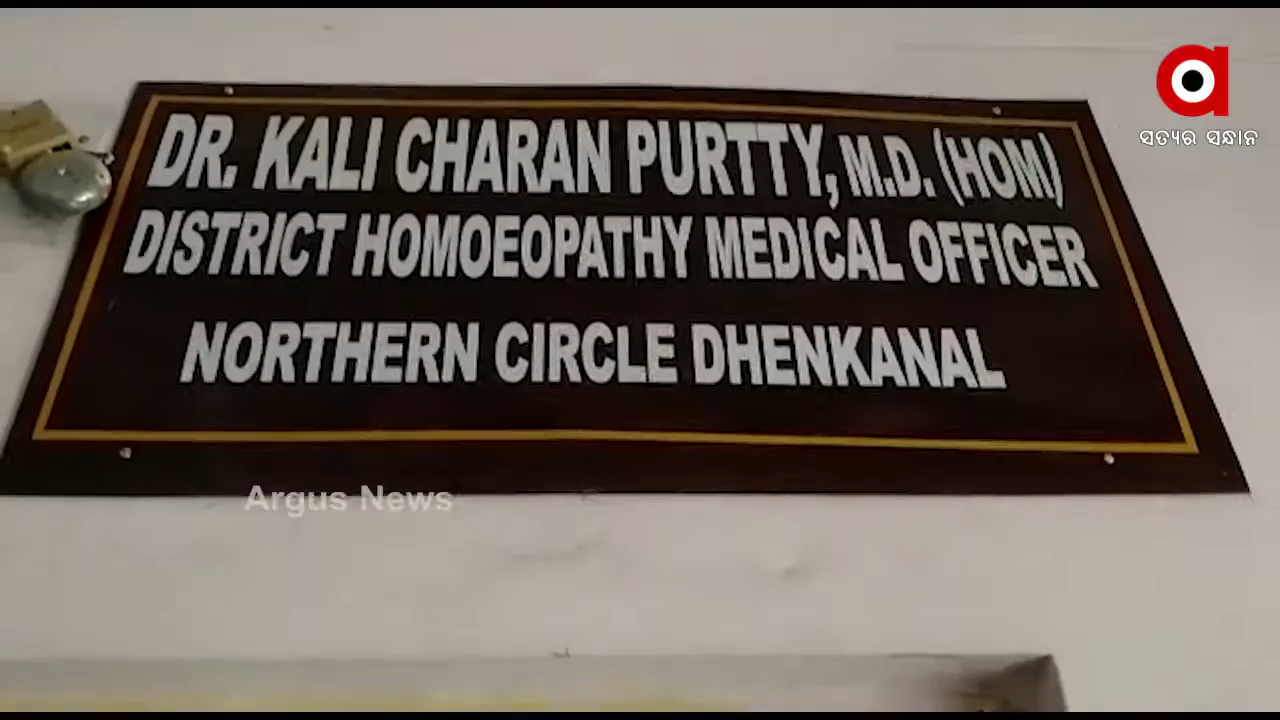 DR. KALI CHARAN PURTTY, M.D. (HOM)
DISTRICT HOMOEOPATHY MEDICAL OFFICER
NORTHERN CIRCLE DHENKANAL
ସତ୍ୟର ସନ୍ଧାନ
Argus News